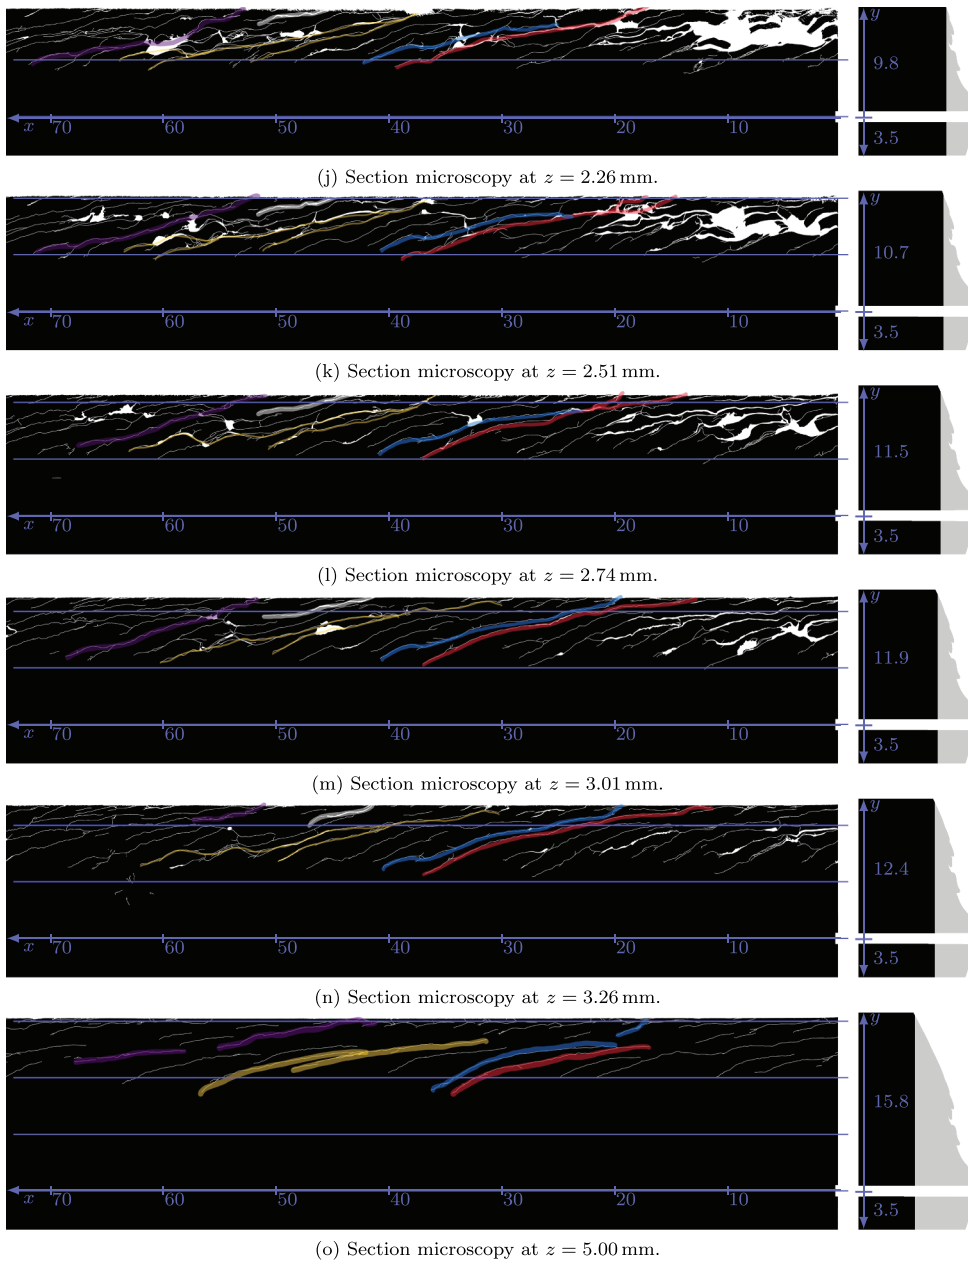 y
9.8
x 70 60 50 40 30 20 10
3.5
(j) Section microscopy at z = 2.26 mm.
y
10.7
x 70 60 50 40 30 20 10
3.5
(k) Section microscopy at z = 2.51 mm.
y
11.5
x 70 60 50 40 30 20 10
3.5
(l) Section microscopy at z = 2.74 mm.
y
11.9
x 70 60 50 40 30 20 10
3.5
(m) Section microscopy at z = 3.01 mm.
y
12.4
x 70 60 50 40 30 20 10
3.5
(n) Section microscopy at z = 3.26 mm.
y
15.8
x 70 60 50 40 30 20 10
3.5
(o) Section microscopy at z = 5.00 mm.